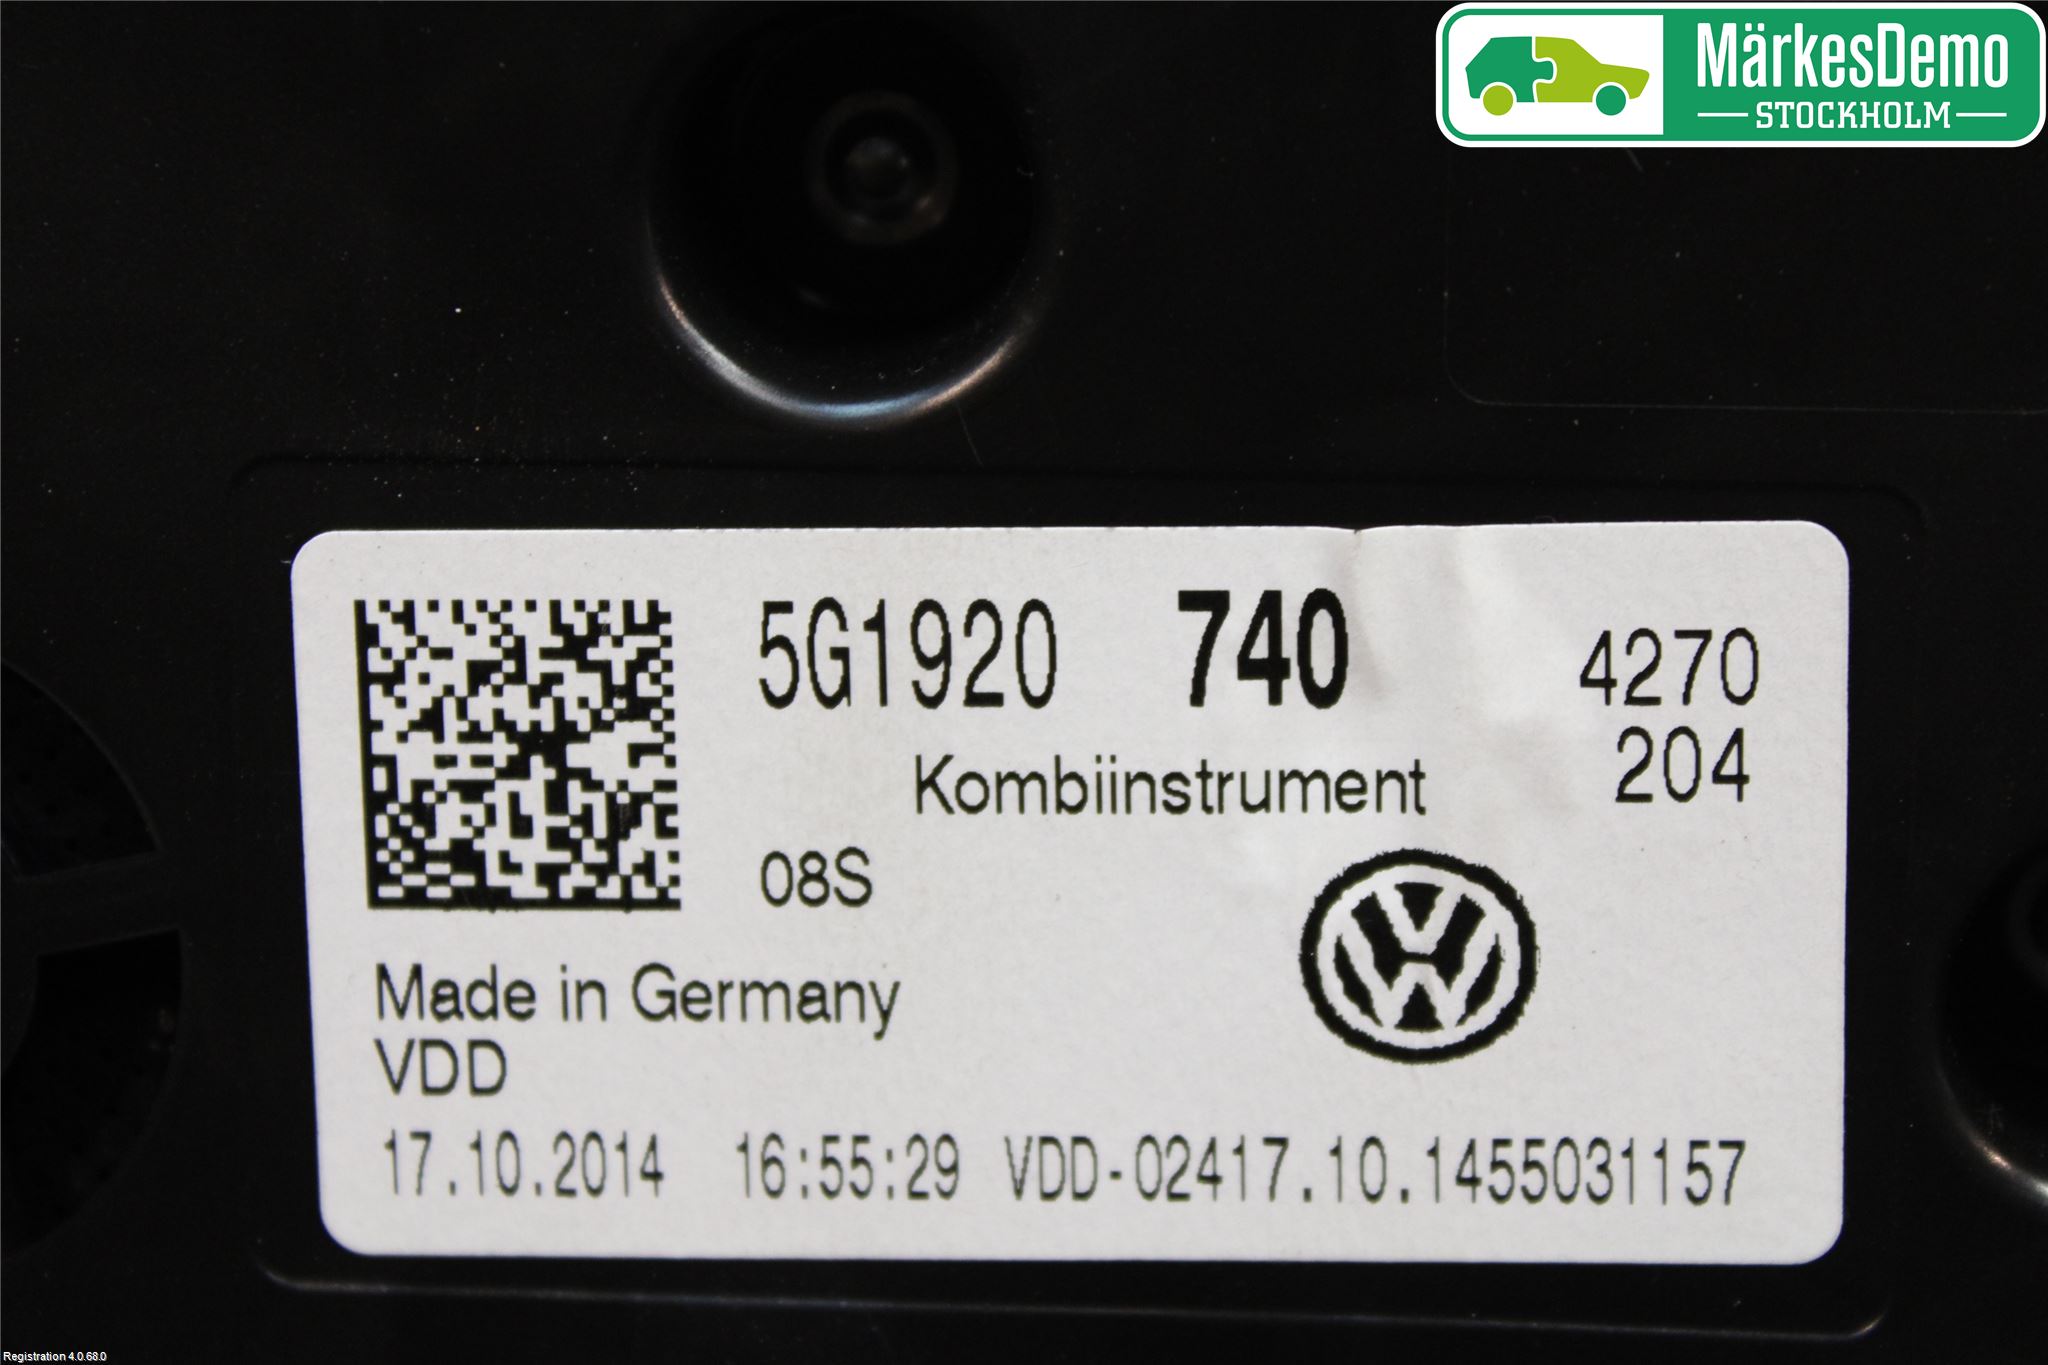 MärkesDemo
STOCKHOLM
5G1920 740 4270
204
Kombiinstrument
08S
Made in Germany
VDD
17.10.2014 16:55:29 VDD-02417.10.1455031157
Registration 4.0.68.0